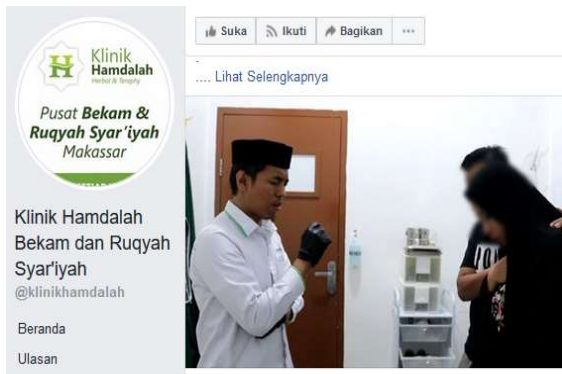 Klinik
Hamdalah
Herbal & Teraphy
Pusat Bekam &
Ruqyah Syar'iyah
Makassar
Klinik Hamdalah
Bekam dan Ruqyah
Syar'iyah
@klinikhamdalah
Beranda
Ulasan
Suka
Ikuti
Bagikan
.... Lihat Selengkapnya